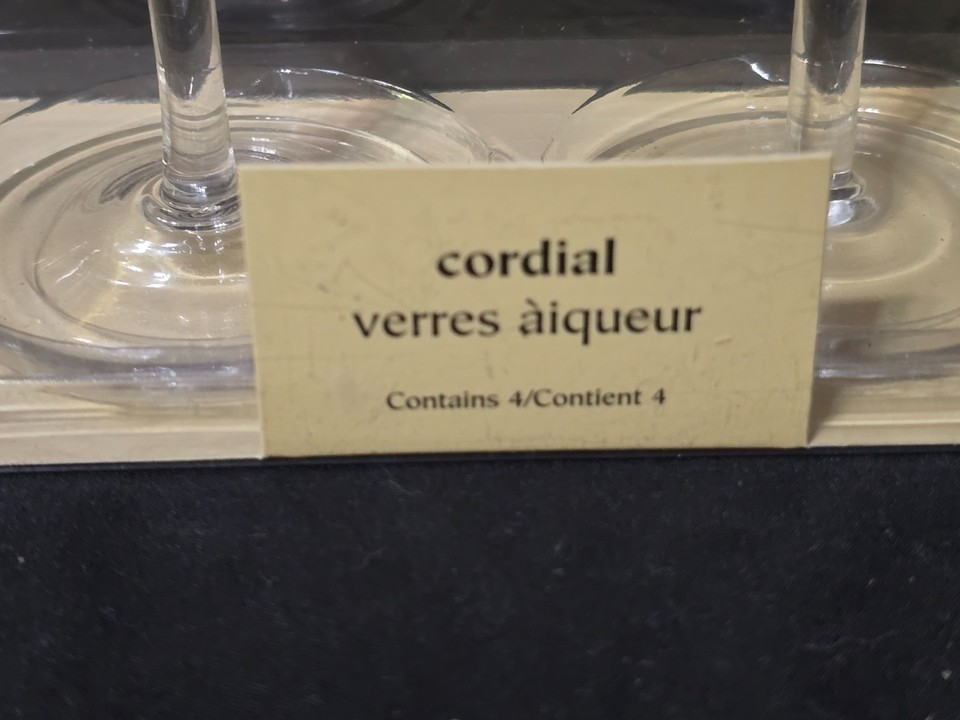 cordial
verres àiqueur
Contains 4/Contient 4